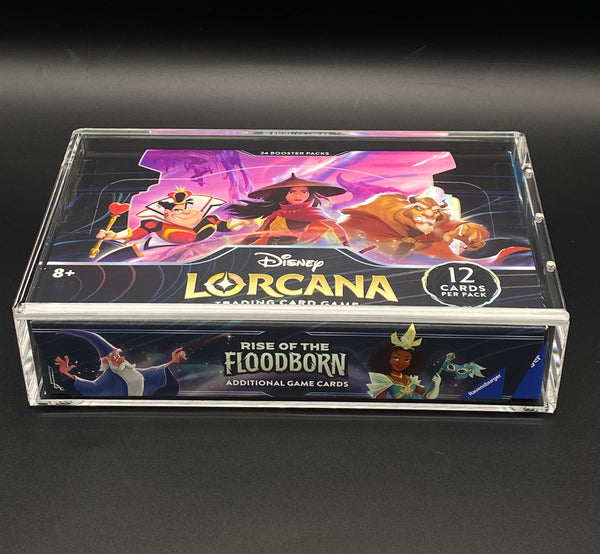 24 BOOSTER PACKS
8+
Disney
LORCANA
TRADING CARD GAME
12
CARDS
PER PACK
RISE OF THE
FLOODBORN
ADDITIONAL GAME CARDS
Ravensburger